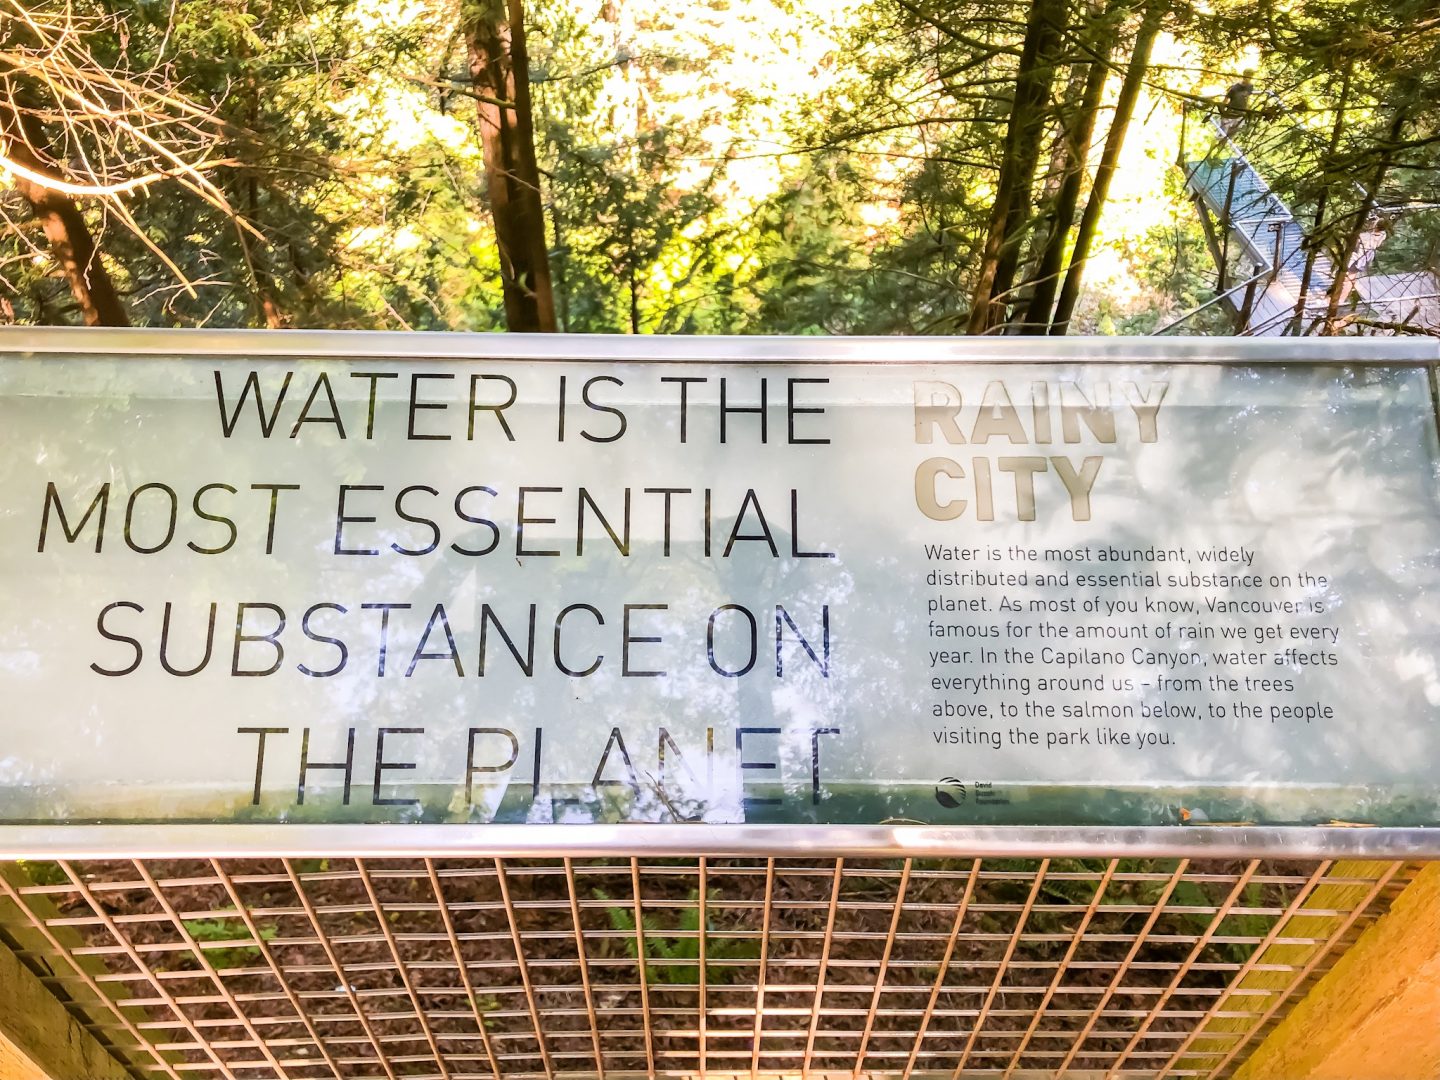 WATER IS THE
MOST ESSENTIAL
SUBSTANCE ON
THE PLANET
RAINY
CITY
Water is the most abundant, widely
distributed and essential substance on the
planet. As most of you know, Vancouver is
famous for the amount of rain we get every
year. In the Capilano Canyon, water affects
everything around us – from the trees
above, to the salmon below, to the people
visiting the park like you.
David
Suzuki
Foundation